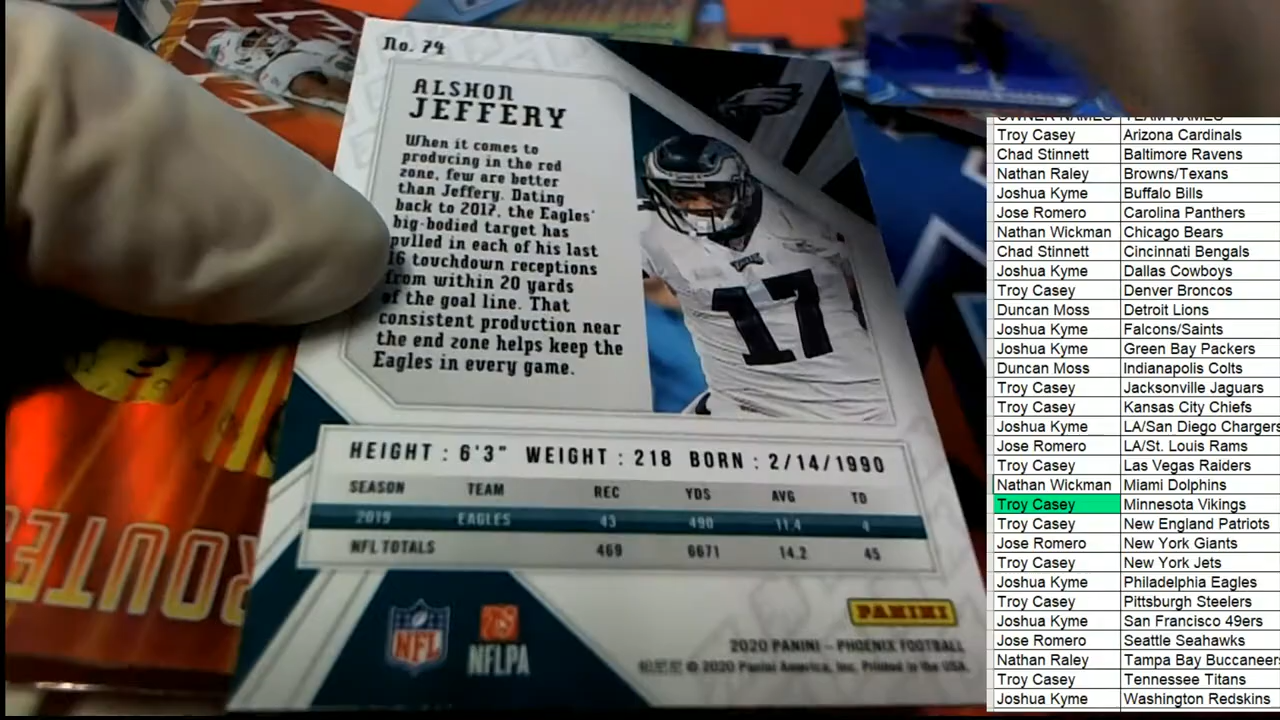 No. 74
ALSHON
JEFFERY
When it comes to
producing in the red
zone, few are better
than Jeffery. Dating
back to 2017, the Eagles'
big-bodied target has
pulled in each of his last
16 touchdown receptions
from within 20 yards
of the goal line. That
consistent production near
the end zone helps keep the
Eagles in every game.
17
HEIGHT : 6'3" WEIGHT : 218 BORN : 2/14/1990
SEASON TEAM REC YDS AVG TD
2019 EAGLES 43 490 11.4 4
NFL TOTALS 469 6671 14.2 45
NFL
NFLPA
PANINI
2020 PANINI – PHOENIX FOOTBALL
© 2020 Panini America, Inc. Printed in the USA.
ROUTE
OWNER NAMES TEAM NAMES
Troy Casey Arizona Cardinals
Chad Stinnett Baltimore Ravens
Nathan Raley Browns/Texans
Joshua Kyme Buffalo Bills
Jose Romero Carolina Panthers
Nathan Wickman Chicago Bears
Chad Stinnett Cincinnati Bengals
Joshua Kyme Dallas Cowboys
Troy Casey Denver Broncos
Duncan Moss Detroit Lions
Joshua Kyme Falcons/Saints
Joshua Kyme Green Bay Packers
Duncan Moss Indianapolis Colts
Troy Casey Jacksonville Jaguars
Troy Casey Kansas City Chiefs
Joshua Kyme LA/San Diego Chargers
Jose Romero LA/St. Louis Rams
Troy Casey Las Vegas Raiders
Nathan Wickman Miami Dolphins
Troy Casey Minnesota Vikings
Troy Casey New England Patriots
Jose Romero New York Giants
Troy Casey New York Jets
Joshua Kyme Philadelphia Eagles
Troy Casey Pittsburgh Steelers
Joshua Kyme San Francisco 49ers
Jose Romero Seattle Seahawks
Nathan Raley Tampa Bay Buccaneers
Troy Casey Tennessee Titans
Joshua Kyme Washington Redskins